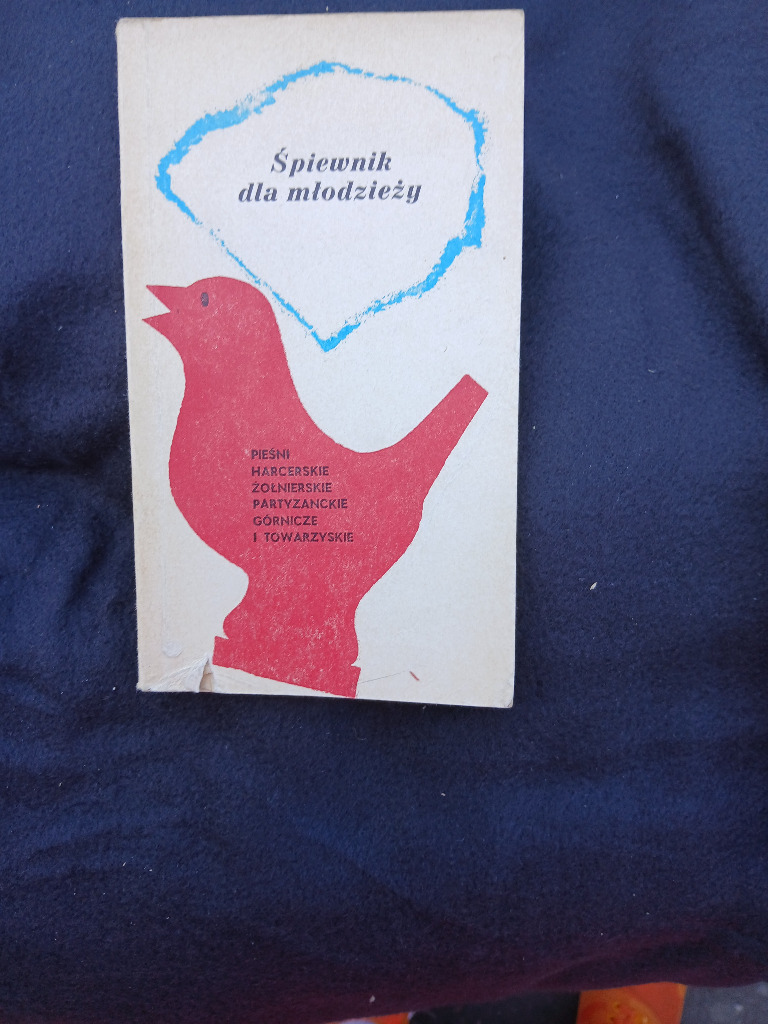 Śpiewnik
dla młodzieży
PIEŚNI
HARCERSKIE
ŻOŁNIERSKIE
PARTYZANCKIE
GÓRNICZE
I TOWARZYSKIE